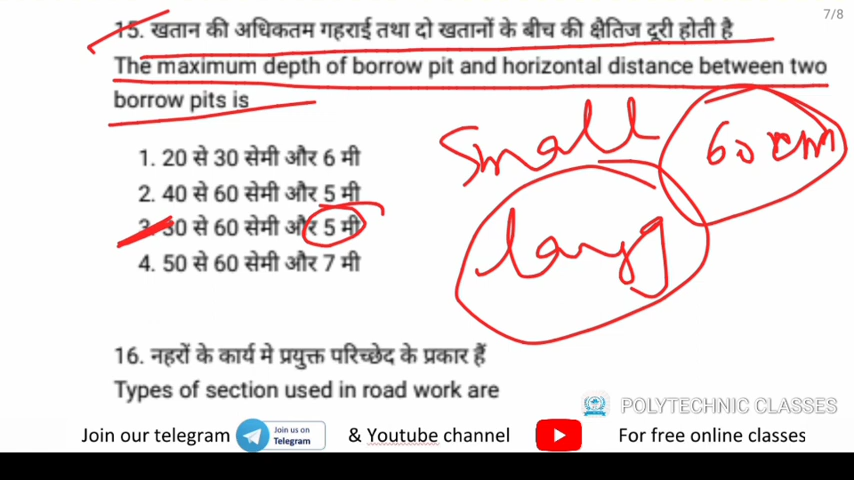 7/8
15. खतान की अधिकतम गहराई तथा दो खतानों के बीच की क्षैतिज दूरी होती है
The maximum depth of borrow pit and horizontal distance between two
borrow pits is
1. 20 से 30 सेमी और 6 मी
2. 40 से 60 सेमी और 5 मी
3. 30 से 60 सेमी और 5 मी
4. 50 से 60 सेमी और 7 मी
Small
60 cm
16. नहरों के कार्य मे प्रयुक्त परिच्छेद के प्रकार हैं
Types of section used in road work are
POLYTECHNIC CLASSES
Join our telegram Join us on Telegram & Youtube channel For free online classes